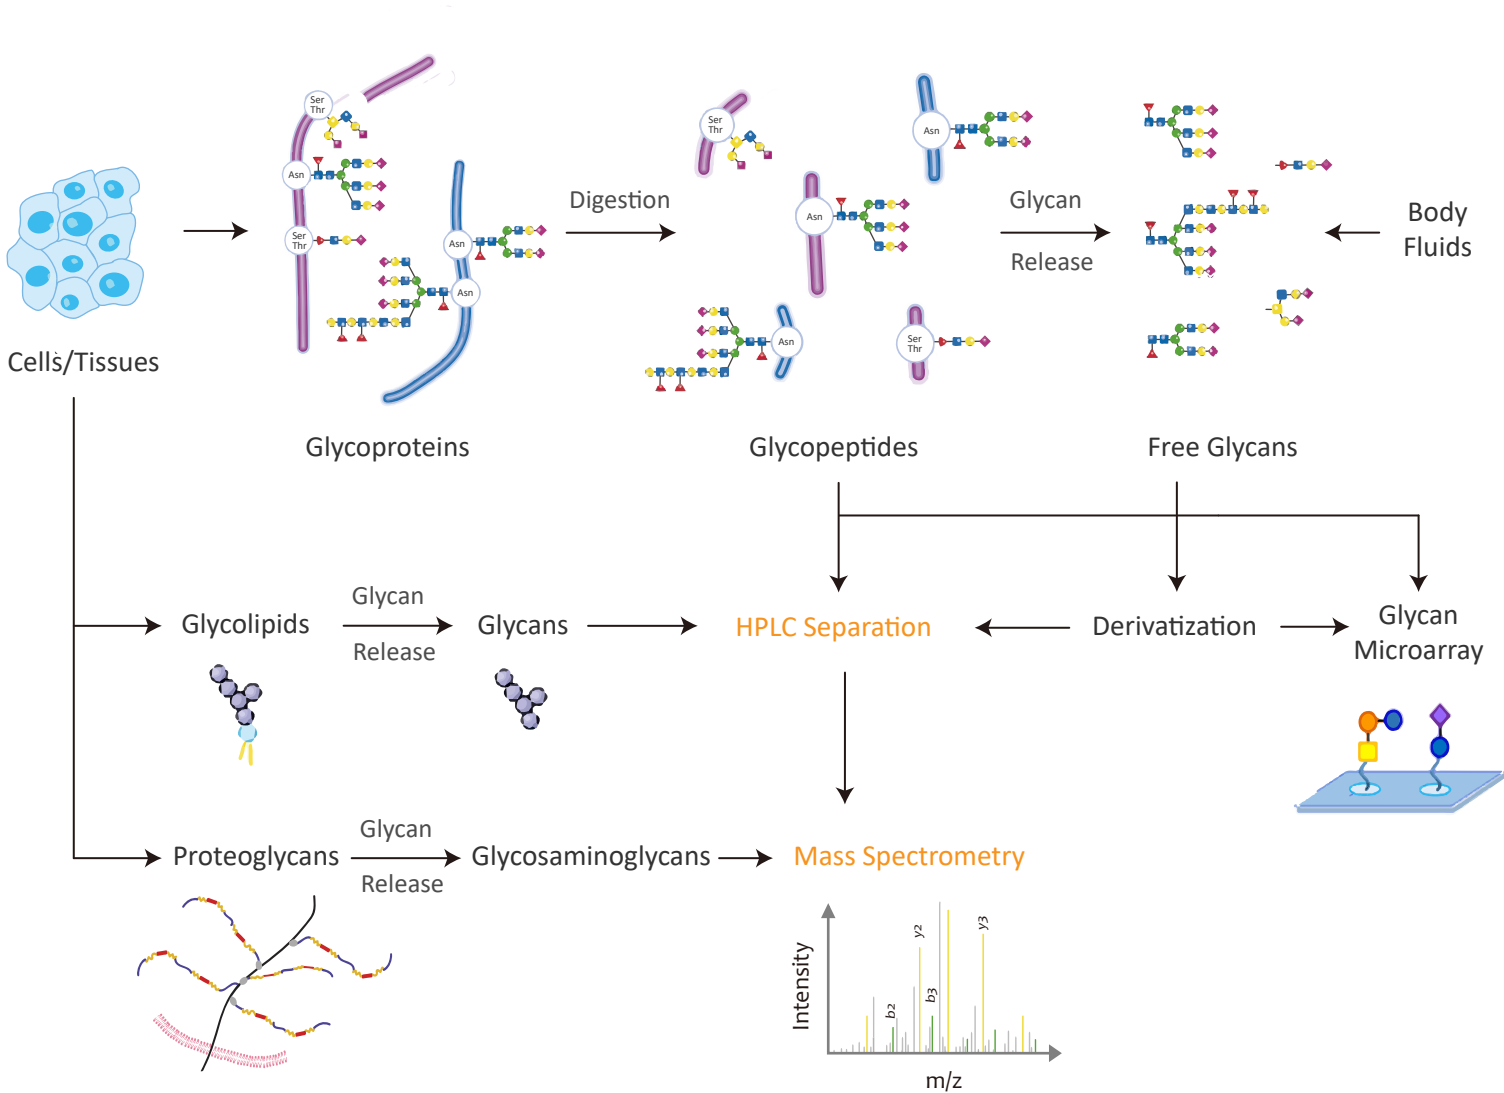 Ser
Thr
Asn
Ser
Thr
Asn
Asn
Cells/Tissues
Glycoproteins
Digestion
Ser
Thr
Asn
Asn
Asn
Ser
Thr
Glycopeptides
Glycan
Release
Free Glycans
Body
Fluids
Glycolipids
Glycan
Release
Glycans
HPLC Separation
Derivatization
Glycan
Microarray
Proteoglycans
Glycan
Release
Glycosaminoglycans
Mass Spectrometry
Intensity
b2
y2
b3
y3
m/z